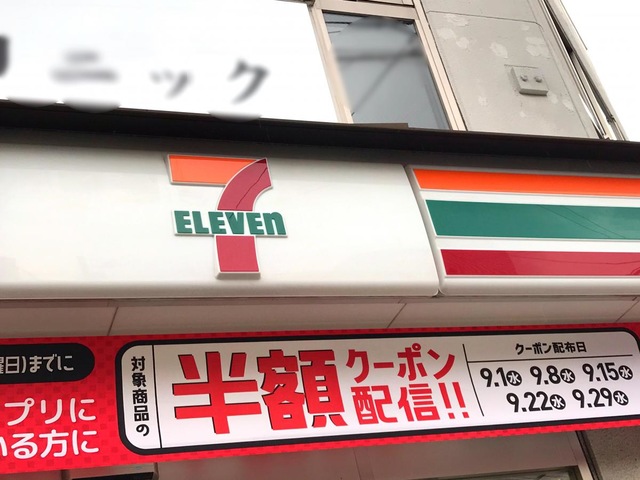 ニック
7
ELEVEn
曜日)までに
プリに
いる方に
対象商品の
半額クーポン配信!!
クーポン配布日
9.1水 9.8水 9.15水
9.22水 9.29水